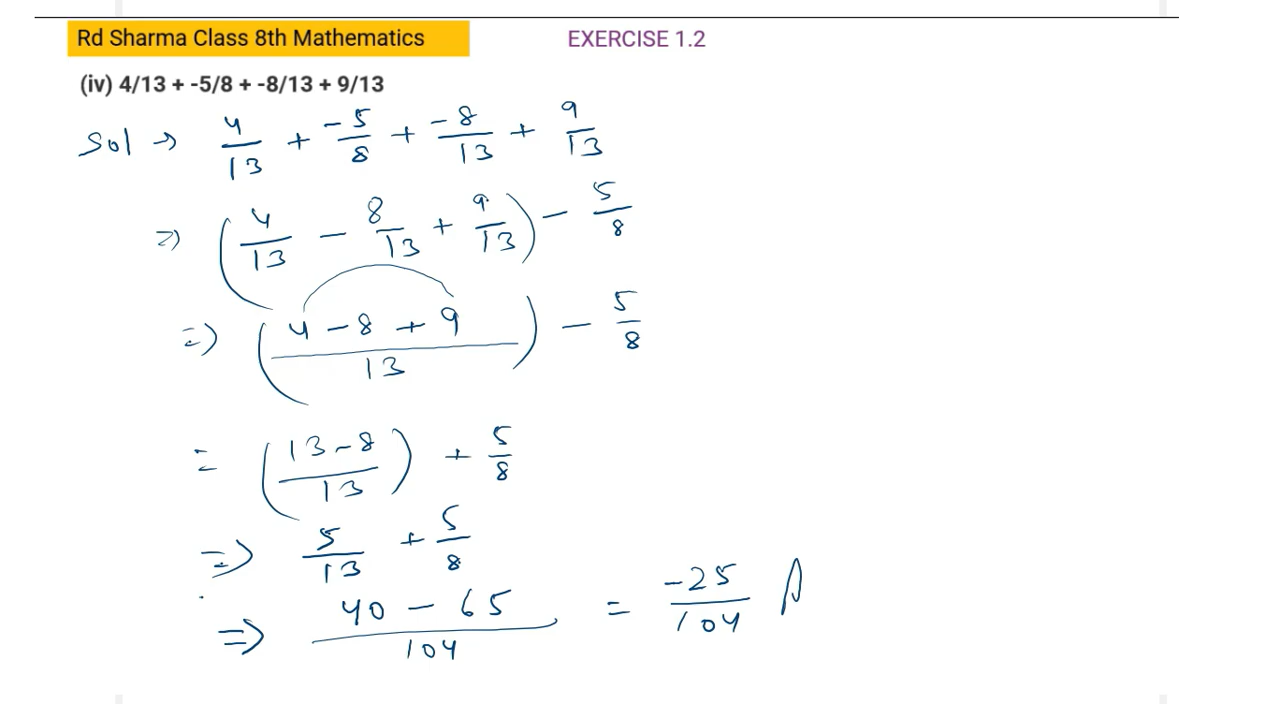 Rd Sharma Class 8th Mathematics
EXERCISE 1.2
(iv) 4/13 + -5/8 + -8/13 + 9/13
Sol → 4/13 + -5/8 + -8/13 + 9/13
⇒ (4/13 - 8/13 + 9/13) - 5/8
⇒ (4 - 8 + 9/13) - 5/8
= (13 - 8/13) + 5/8
⇒ 5/13 + 5/8
⇒ 40 - 65/104 = -25/104